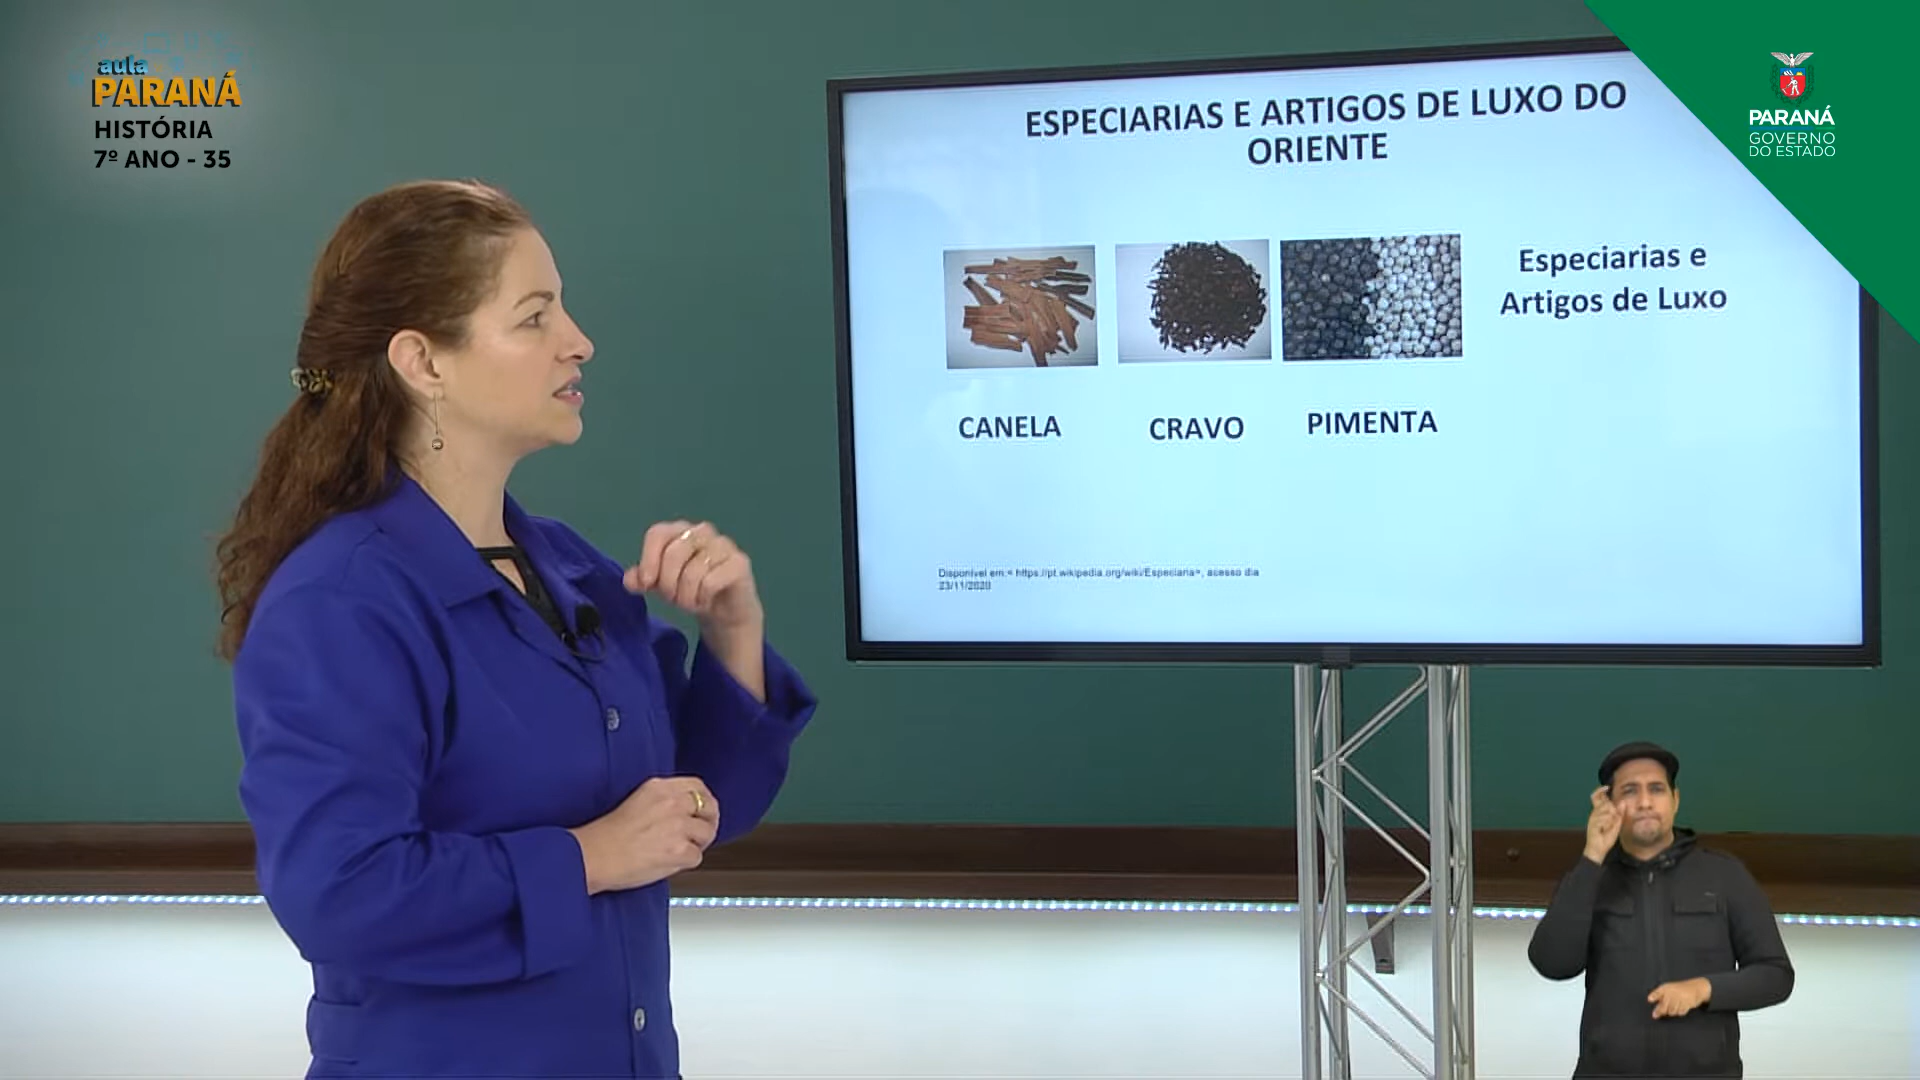 aula
PARANÁ
HISTÓRIA
7º ANO - 35
PARANÁ
GOVERNO
DO ESTADO
ESPECIARIAS E ARTIGOS DE LUXO DO
ORIENTE
Especiarias e
Artigos de Luxo
CANELA
CRAVO
PIMENTA
Disponível em:< https://pt.wikipedia.org/wiki/Especiaria>, acesso dia
23/11/2020